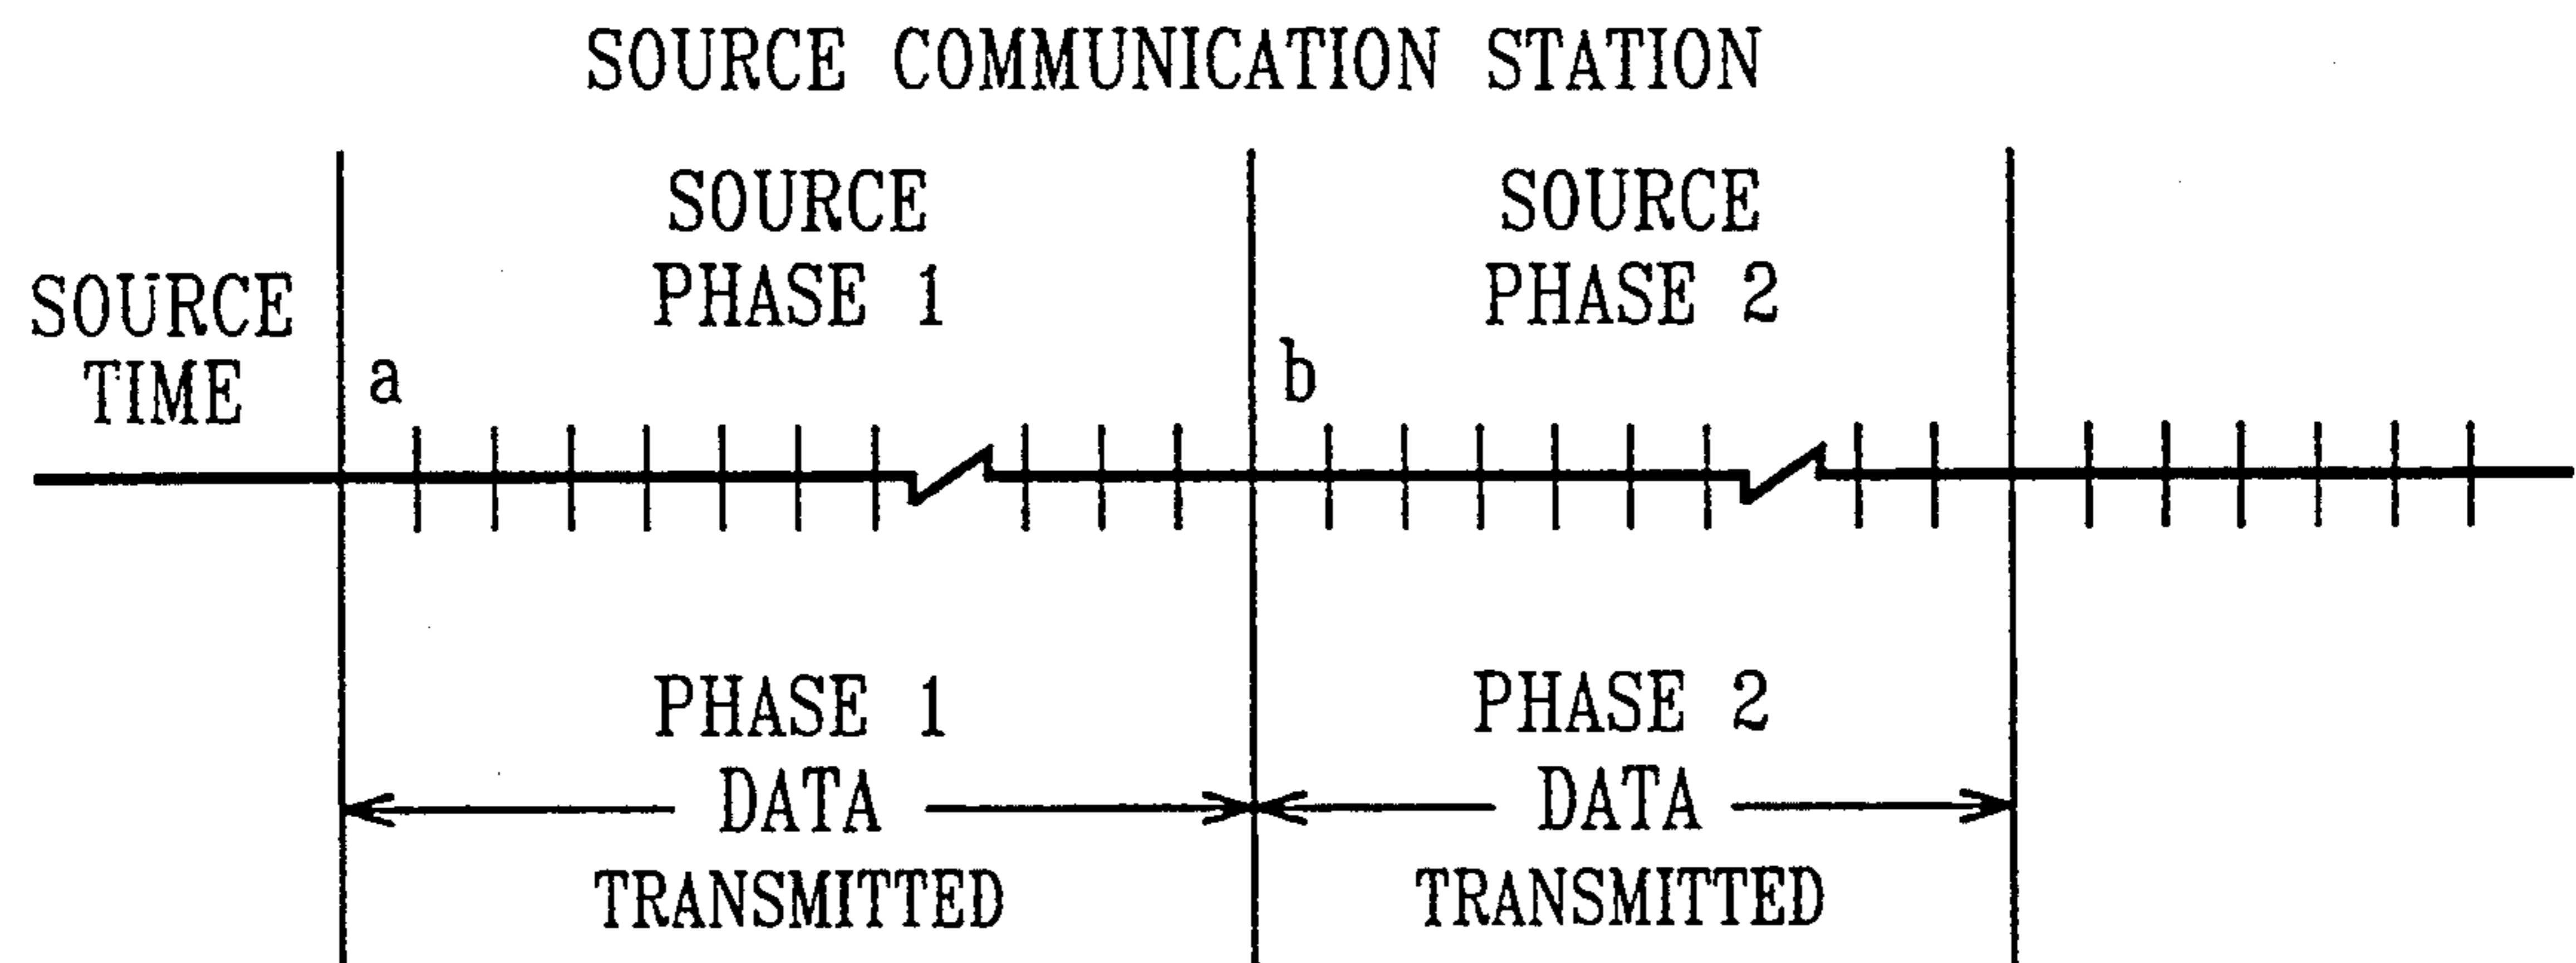 SOURCE COMMUNICATION STATION
SOURCE
PHASE 1
SOURCE
PHASE 2
SOURCE
TIME
a
b
PHASE 1
DATA
TRANSMITTED
PHASE 2
DATA
TRANSMITTED